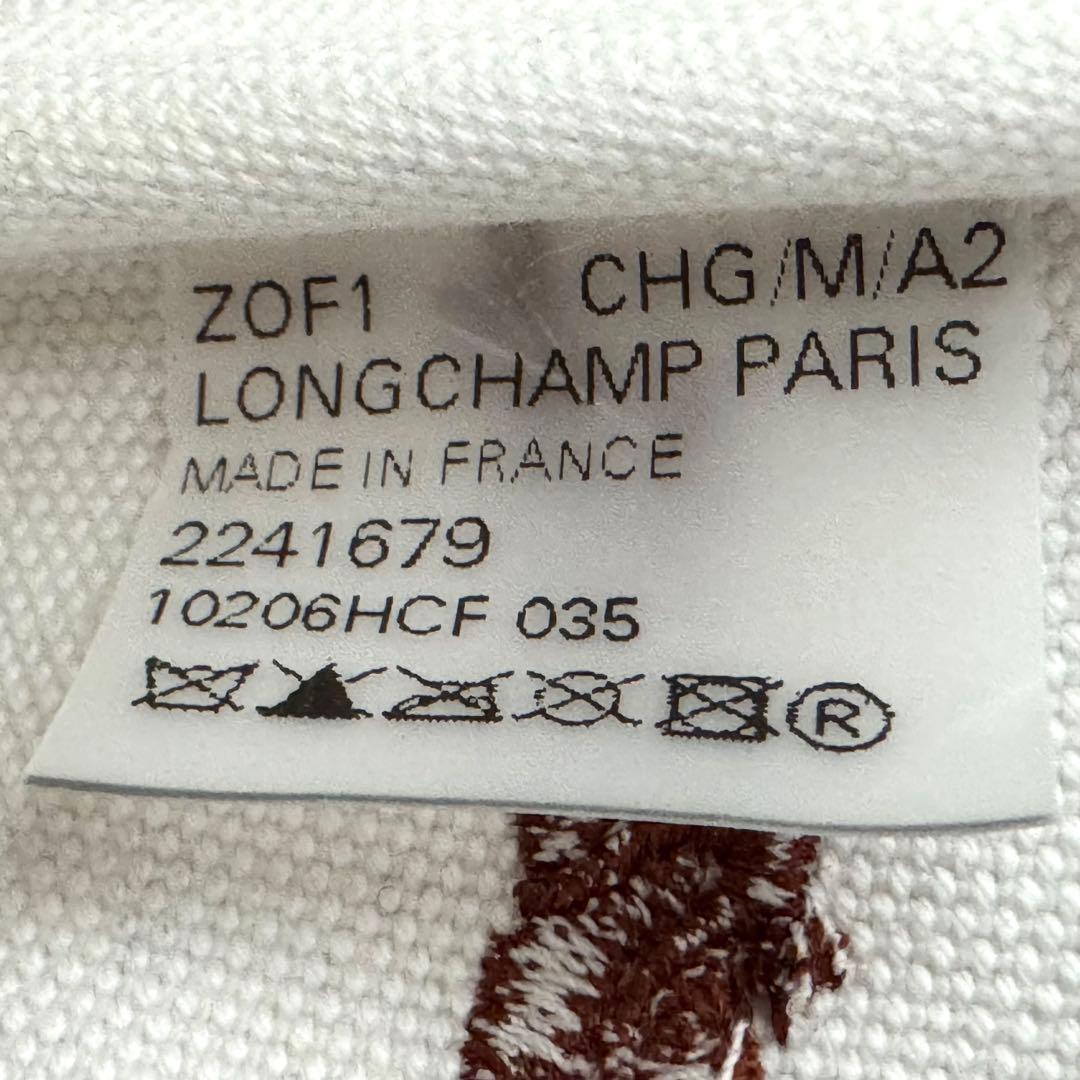 ZOF1 CHG/M/A2
LONGCHAMP PARIS
MADE IN FRANCE
2241679
10206HCF 035
R